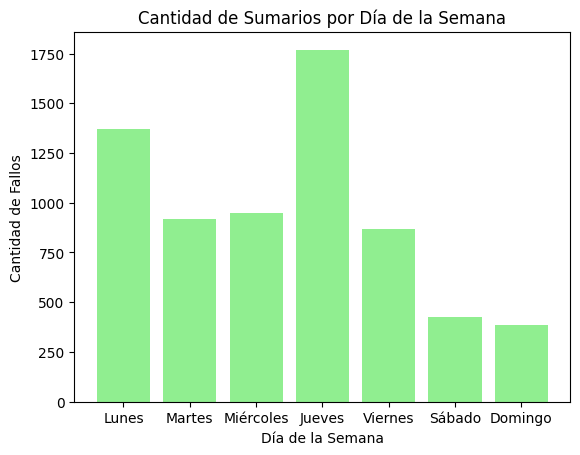 Cantidad de Sumarios por Día de la Semana
Cantidad de Fallos
1750
1500
1250
1000
750
500
250
0
Lunes Martes Miércoles Jueves Viernes Sábado Domingo
Día de la Semana